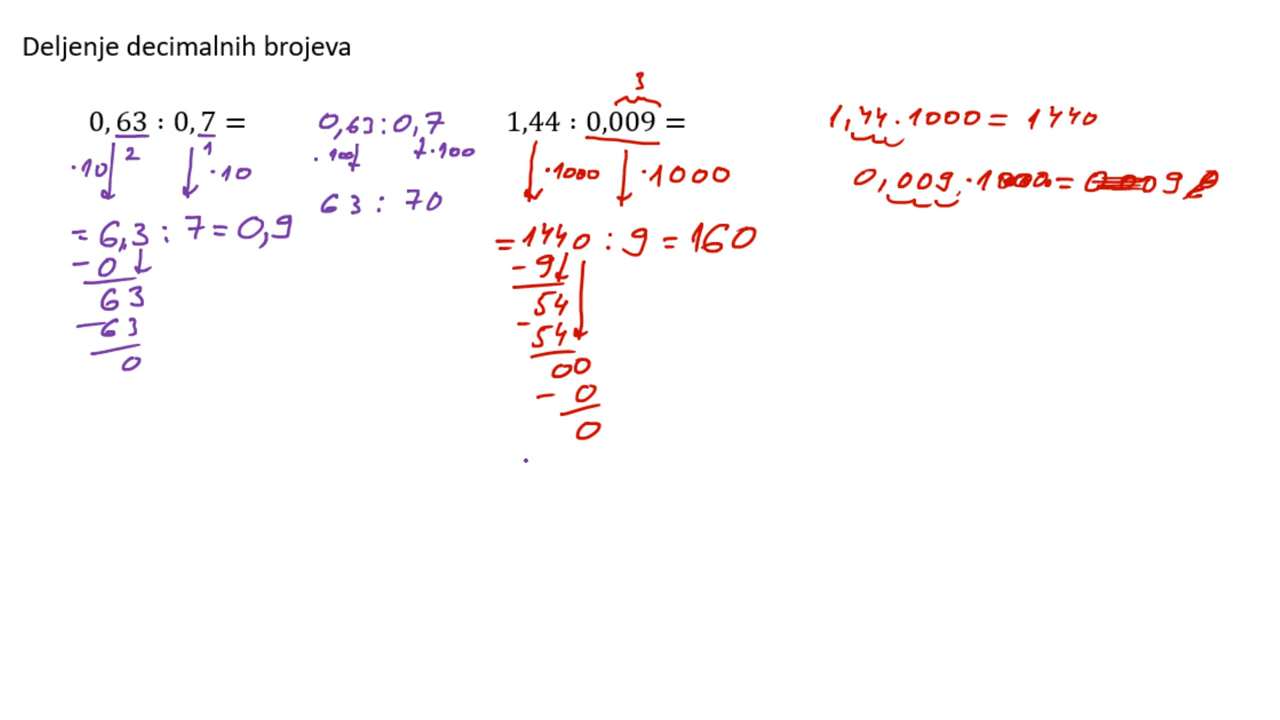 Deljenje decimalnih brojeva
0,63 : 0,7 =
2 1
·10 ·10
= 6,3 : 7 = 0,9
- 0
63
- 63
0
0,63 : 0,7
·100 ·100
63 : 70
3
1,44 : 0,009 =
·1000 ·1000
= 1440 : 9 = 160
- 9
54
- 54
00
- 0
0
1,44 · 1000 = 1440
0,009 · 1000 = 9